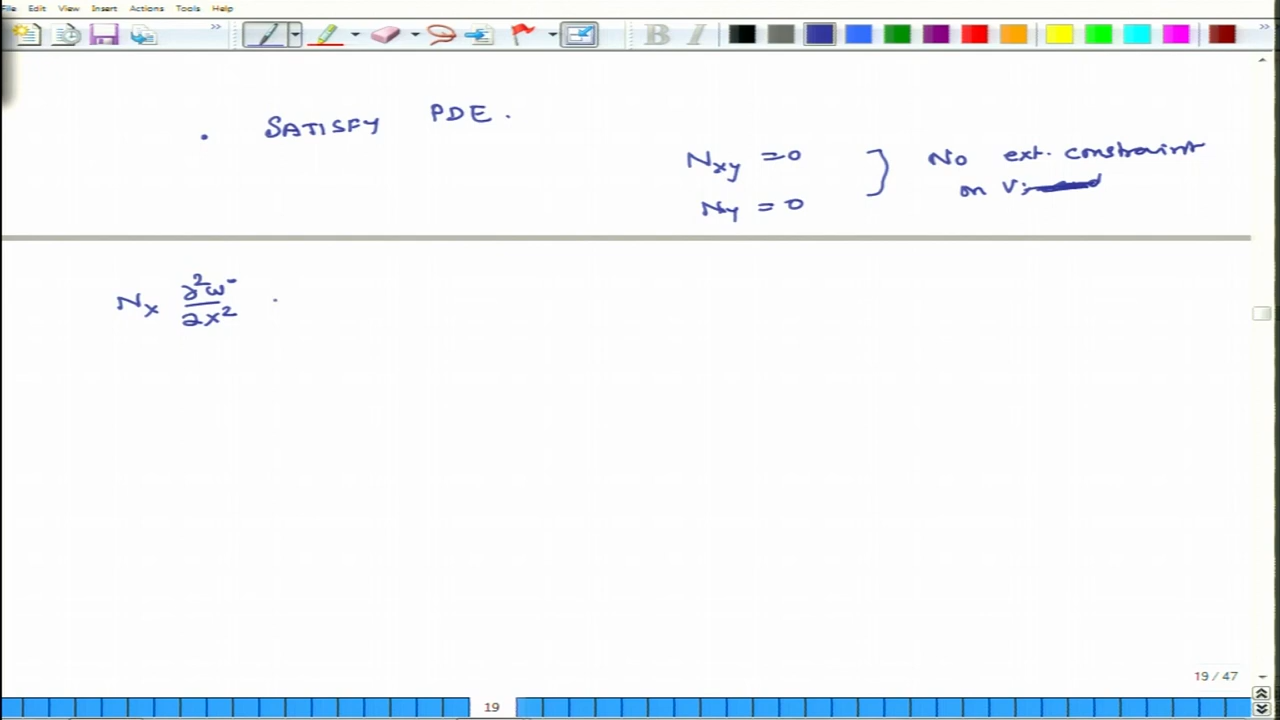 File Edit View Insert Actions Tools Help
B I
. SATISFY PDE.
Nxy = 0
Ny = 0
No ext. constraint
on V;
Nx ∂²w / ∂x²
19 / 47
19